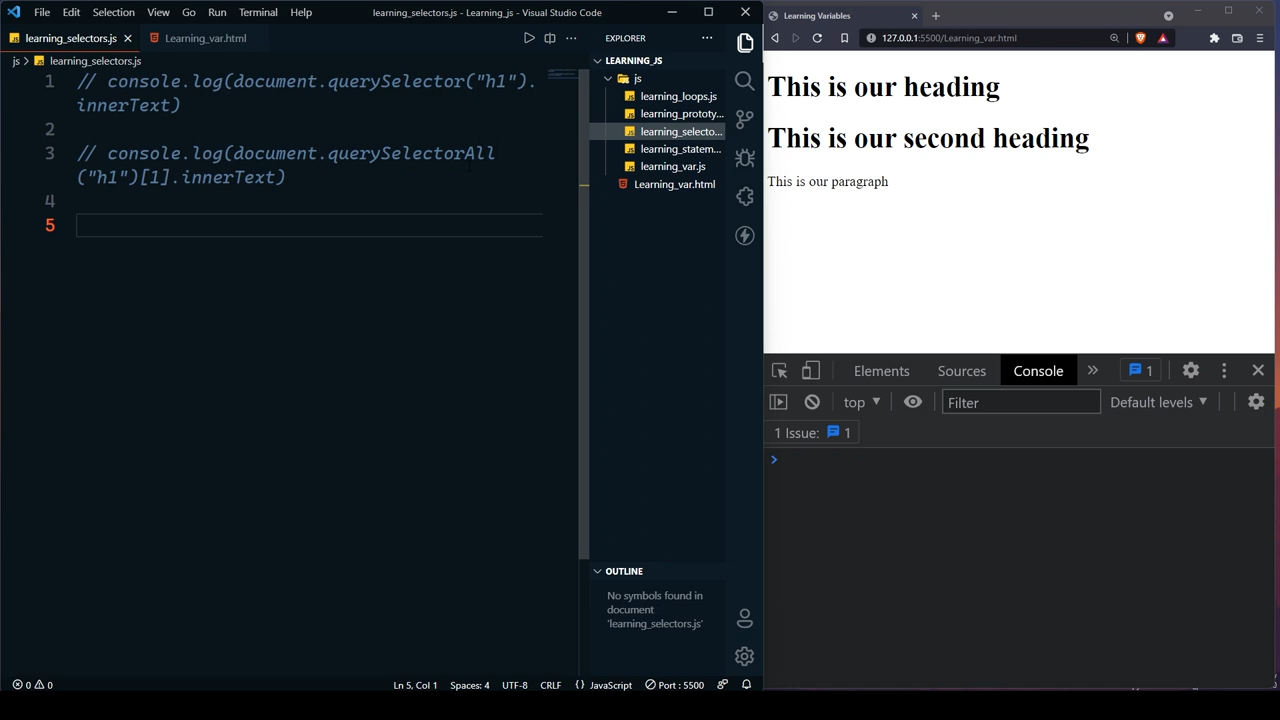 File Edit Selection View Go Run Terminal Help
learning_selectors.js - Learning_js - Visual Studio Code
learning_selectors.js
Learning_var.html
js > learning_selectors.js
1 // console.log(document.querySelector("h1").
innerText)
2
3 // console.log(document.querySelectorAll
("h1")[1].innerText)
4
5
EXPLORER
LEARNING_JS
js
learning_loops.js
learning_prototy...
learning_selecto...
learning_statem...
learning_var.js
Learning_var.html
OUTLINE
No symbols found in
document
'learning_selectors.js'
0 0
Ln 5, Col 1 Spaces: 4 UTF-8 CRLF {} JavaScript Port : 5500
Learning Variables
127.0.0.1:5500/Learning_var.html
This is our heading
This is our second heading
This is our paragraph
Elements Sources Console » 1
top Filter Default levels
1 Issue: 1
>